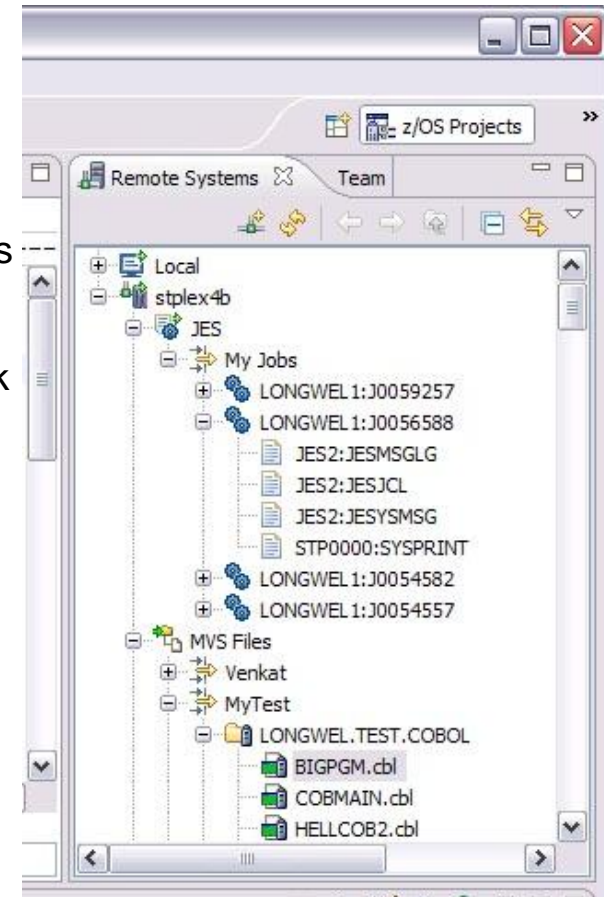 z/OS Projects
»
Remote Systems Team
s
Local
stplex4b
JES
k
My Jobs
LONGWEL1:J0059257
LONGWEL1:J0056588
JES2:JESMSGLG
JES2:JESJCL
JES2:JESYSMSG
STP0000:SYSPRINT
LONGWEL1:J0054582
LONGWEL1:J0054557
MVS Files
Venkat
MyTest
LONGWEL.TEST.COBOL
BIGPGM.cbl
COBMAIN.cbl
HELLCOB2.cbl